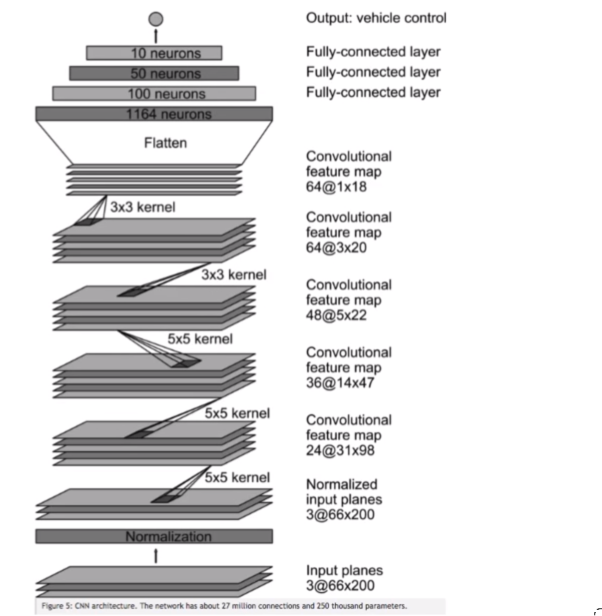 Output: vehicle control
10 neurons
Fully-connected layer
50 neurons
Fully-connected layer
100 neurons
Fully-connected layer
1164 neurons
Flatten
Convolutional
feature map
64@1x18
3x3 kernel
Convolutional
feature map
64@3x20
3x3 kernel
Convolutional
feature map
48@5x22
5x5 kernel
Convolutional
feature map
36@14x47
5x5 kernel
Convolutional
feature map
24@31x98
5x5 kernel
Normalized
input planes
3@66x200
Normalization
Input planes
3@66x200
Figure 5: CNN architecture. The network has about 27 million connections and 250 thousand parameters.